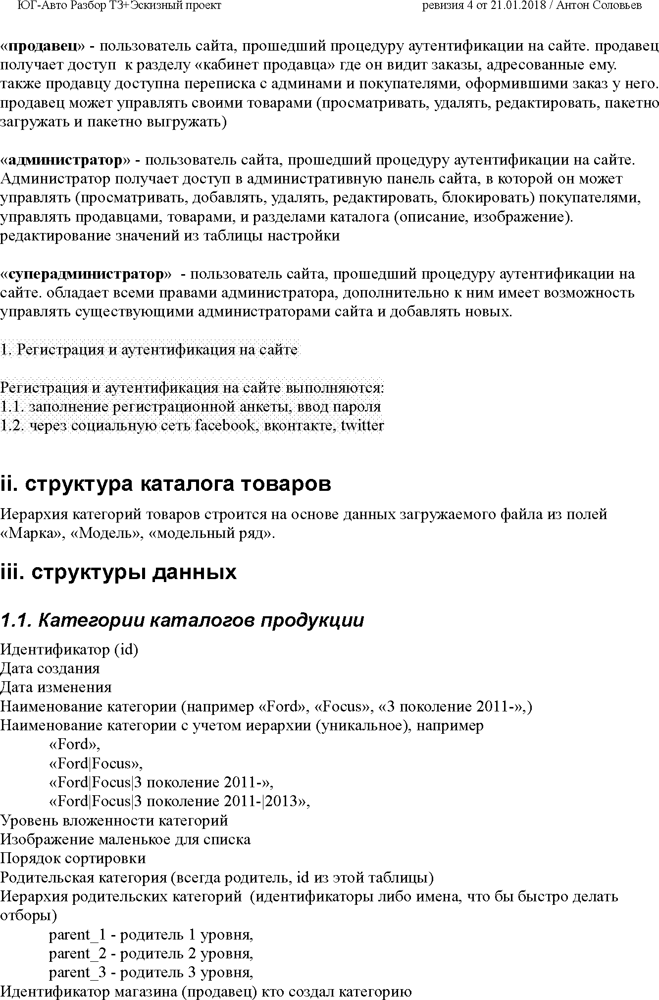 ЮГ-Авто Разбор ТЗ+Эскизный проект ревизия 4 от 21.01.2018 / Антон Соловьев
«продавец» - пользователь сайта, прошедший процедуру аутентификации на сайте. продавец
получает доступ  к разделу «кабинет продавца» где он видит заказы, адресованные ему.
также продавцу доступна переписка с админами и покупателями, оформившими заказ у него.
продавец может управлять своими товарами (просматривать, удалять, редактировать, пакетно
загружать и пакетно выгружать)
«администратор» - пользователь сайта, прошедший процедуру аутентификации на сайте.
Администратор получает доступ в административную панель сайта, в которой он может
управлять (просматривать, добавлять, удалять, редактировать, блокировать) покупателями,
управлять продавцами, товарами, и разделами каталога (описание, изображение).
редактирование значений из таблицы настройки
«суперадминистратор»  - пользователь сайта, прошедший процедуру аутентификации на
сайте. обладает всеми правами администратора, дополнительно к ним имеет возможность
управлять существующими администраторами сайта и добавлять новых.
1. Регистрация и аутентификация на сайте
Регистрация и аутентификация на сайте выполняются:
1.1. заполнение регистрационной анкеты, ввод пароля
1.2. через социальную сеть facebook, вконтакте, twitter
ii. структура каталога товаров
Иерархия категорий товаров строится на основе данных загружаемого файла из полей
«Марка», «Модель», «модельный ряд».
iii. структуры данных
1.1. Категории каталогов продукции
Идентификатор (id)
Дата создания
Дата изменения
Наименование категории (например «Ford», «Focus», «3 поколение 2011-»,)
Наименование категории с учетом иерархии (уникальное), например
«Ford»,
«Ford|Focus»,
«Ford|Focus|3 поколение 2011-»,
«Ford|Focus|3 поколение 2011-|2013»,
Уровень вложенности категорий
Изображение маленькое для списка
Порядок сортировки
Родительская категория (всегда родитель, id из этой таблицы)
Иерархия родительских категорий  (идентификаторы либо имена, что бы быстро делать
отборы)
parent_1 - родитель 1 уровня,
parent_2 - родитель 2 уровня,
parent_3 - родитель 3 уровня,
Идентификатор магазина (продавец) кто создал категорию